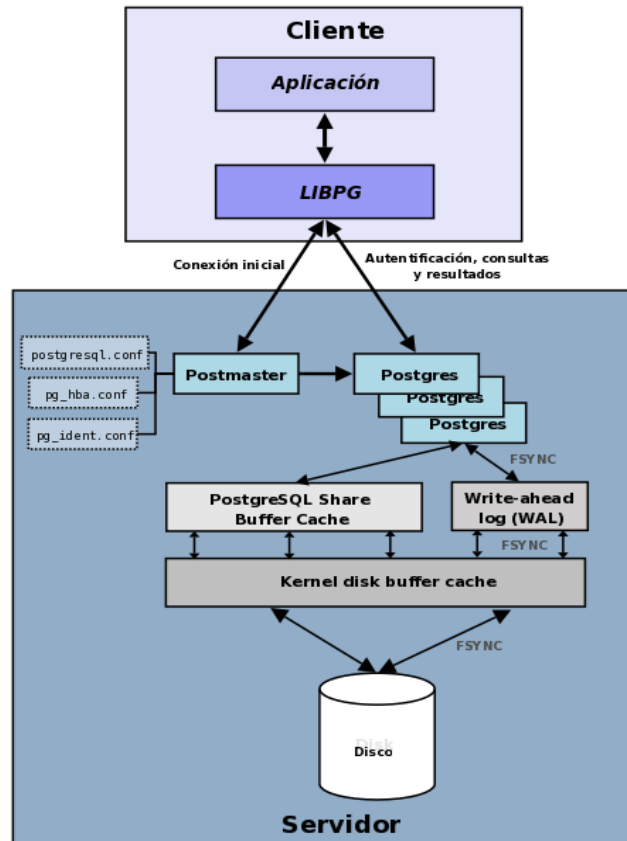 Cliente
Aplicación
LIBPG
Conexión inicial
Autentificación, consultas
y resultados
postgresql.conf
pg_hba.conf
pg_ident.conf
Postmaster
Postgres
Postgres
Postgres
FSYNC
PostgreSQL Share
Buffer Cache
Write-ahead
log (WAL)
FSYNC
Kernel disk buffer cache
FSYNC
Disk
Disco
Servidor